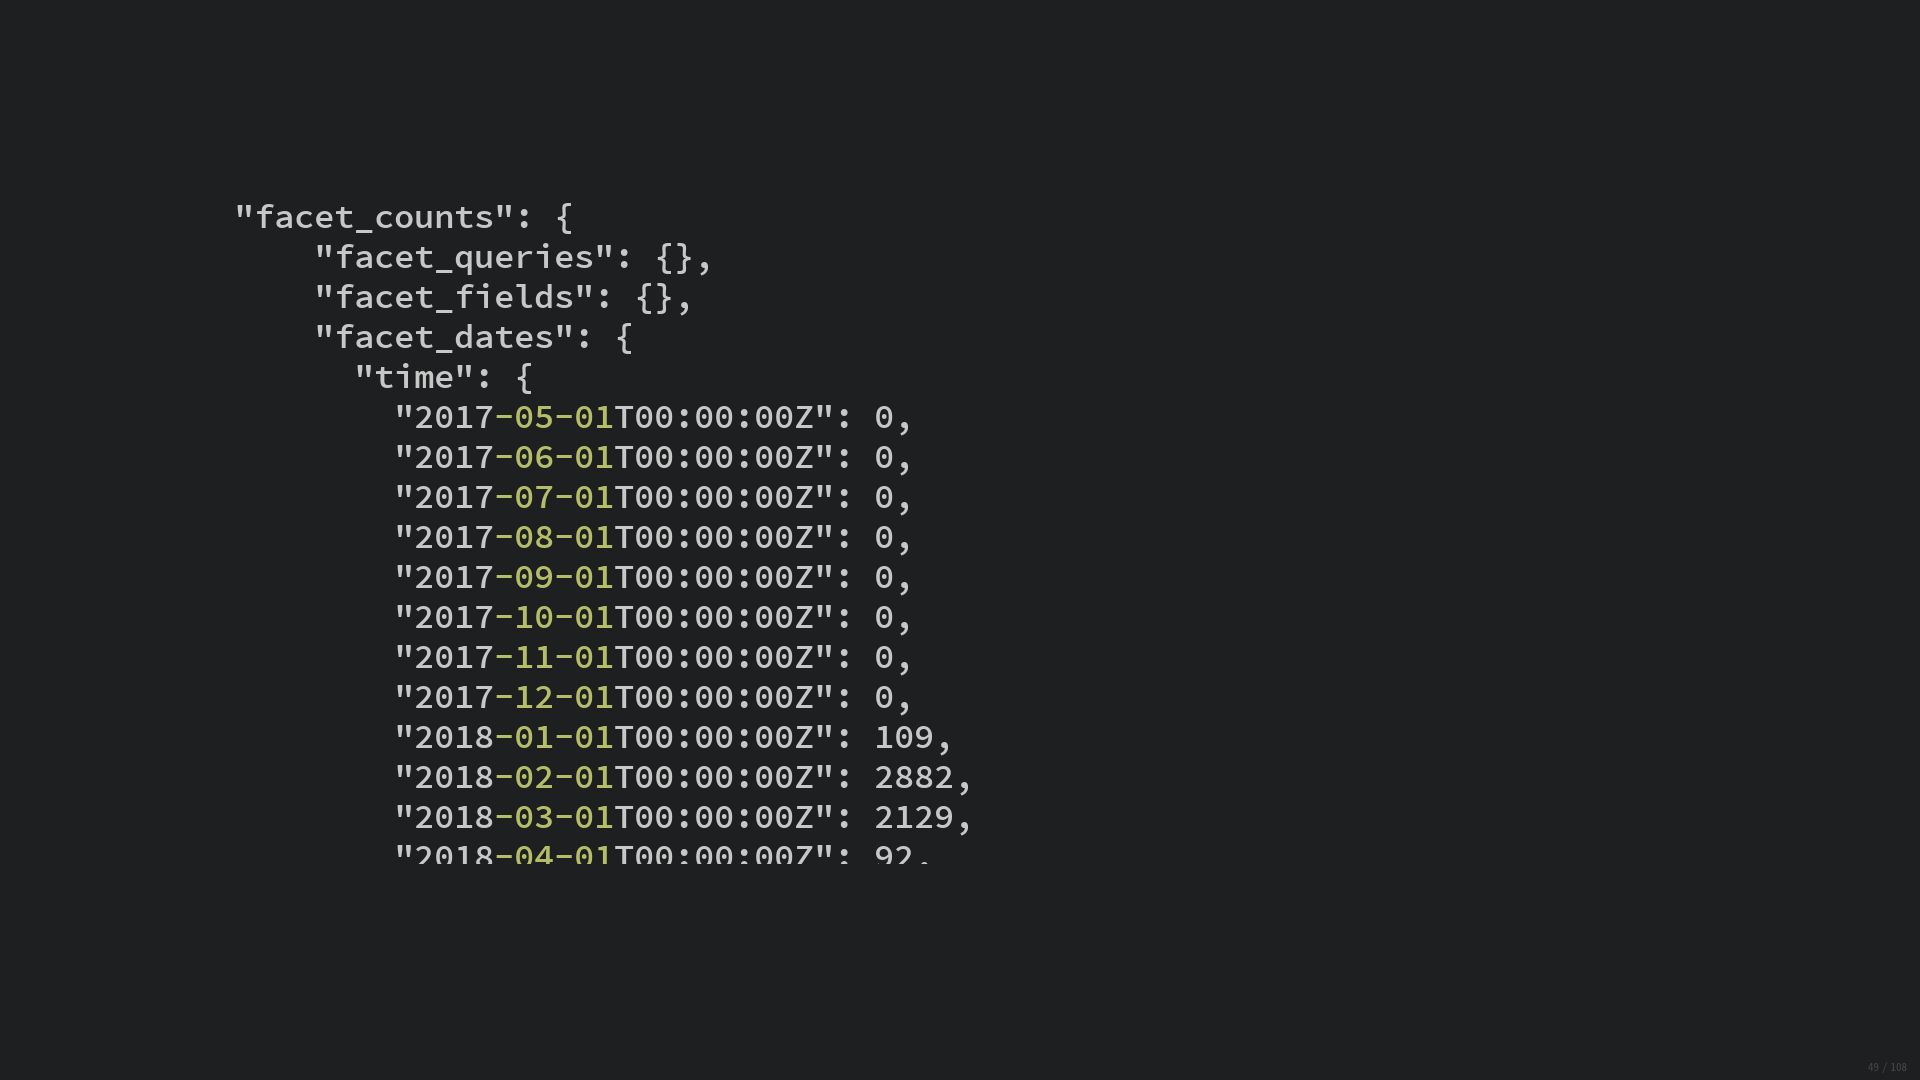 "facet_counts": {
"facet_queries": {},
"facet_fields": {},
"facet_dates": {
"time": {
"2017-05-01T00:00:00Z": 0,
"2017-06-01T00:00:00Z": 0,
"2017-07-01T00:00:00Z": 0,
"2017-08-01T00:00:00Z": 0,
"2017-09-01T00:00:00Z": 0,
"2017-10-01T00:00:00Z": 0,
"2017-11-01T00:00:00Z": 0,
"2017-12-01T00:00:00Z": 0,
"2018-01-01T00:00:00Z": 109,
"2018-02-01T00:00:00Z": 2882,
"2018-03-01T00:00:00Z": 2129,
"2018-04-01T00:00:00Z": 92,
49 / 108